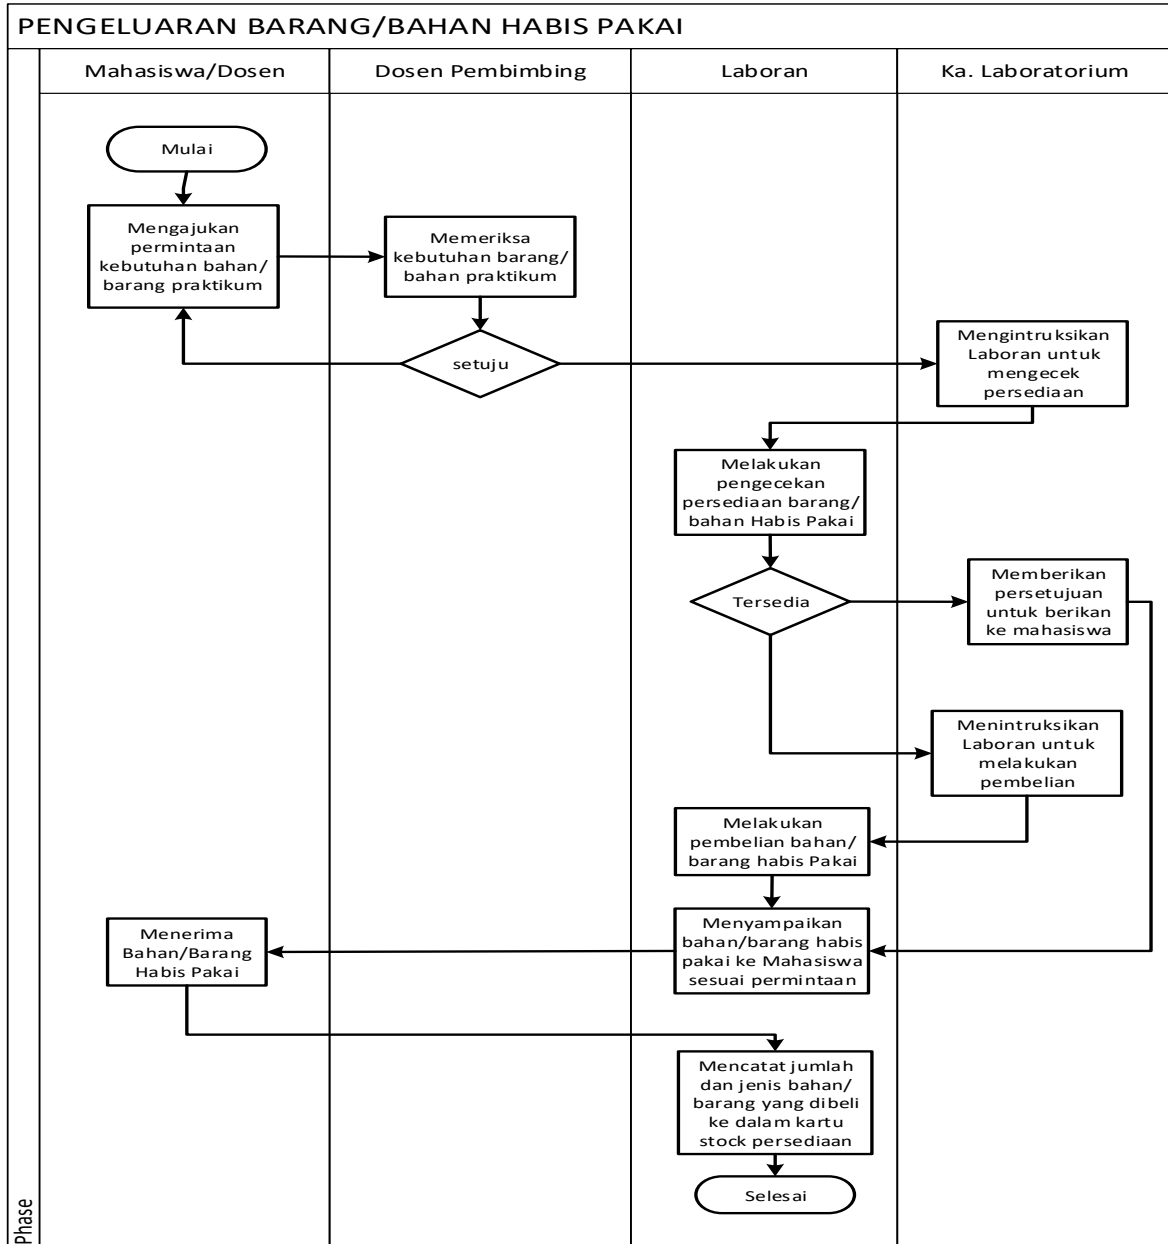 PENGELUARAN BARANG/BAHAN HABIS PAKAI
Mahasiswa/Dosen
Dosen Pembimbing
Laboran
Ka. Laboratorium
Mulai
Mengajukan
permintaan
kebutuhan bahan/
barang praktikum
Memeriksa
kebutuhan barang/
bahan praktikum
setuju
Mengintruksikan
Laboran untuk
mengecek
persediaan
Melakukan
pengecekan
persediaan barang/
bahan Habis Pakai
Tersedia
Memberikan
persetujuan
untuk berikan
ke mahasiswa
Menintruksikan
Laboran untuk
melakukan
pembelian
Melakukan
pembelian bahan/
barang habis Pakai
Menyampaikan
bahan/barang habis
pakai ke Mahasiswa
sesuai permintaan
Menerima
Bahan/Barang
Habis Pakai
Mencatat jumlah
dan jenis bahan/
barang yang dibeli
ke dalam kartu
stock persediaan
Selesai
Phase